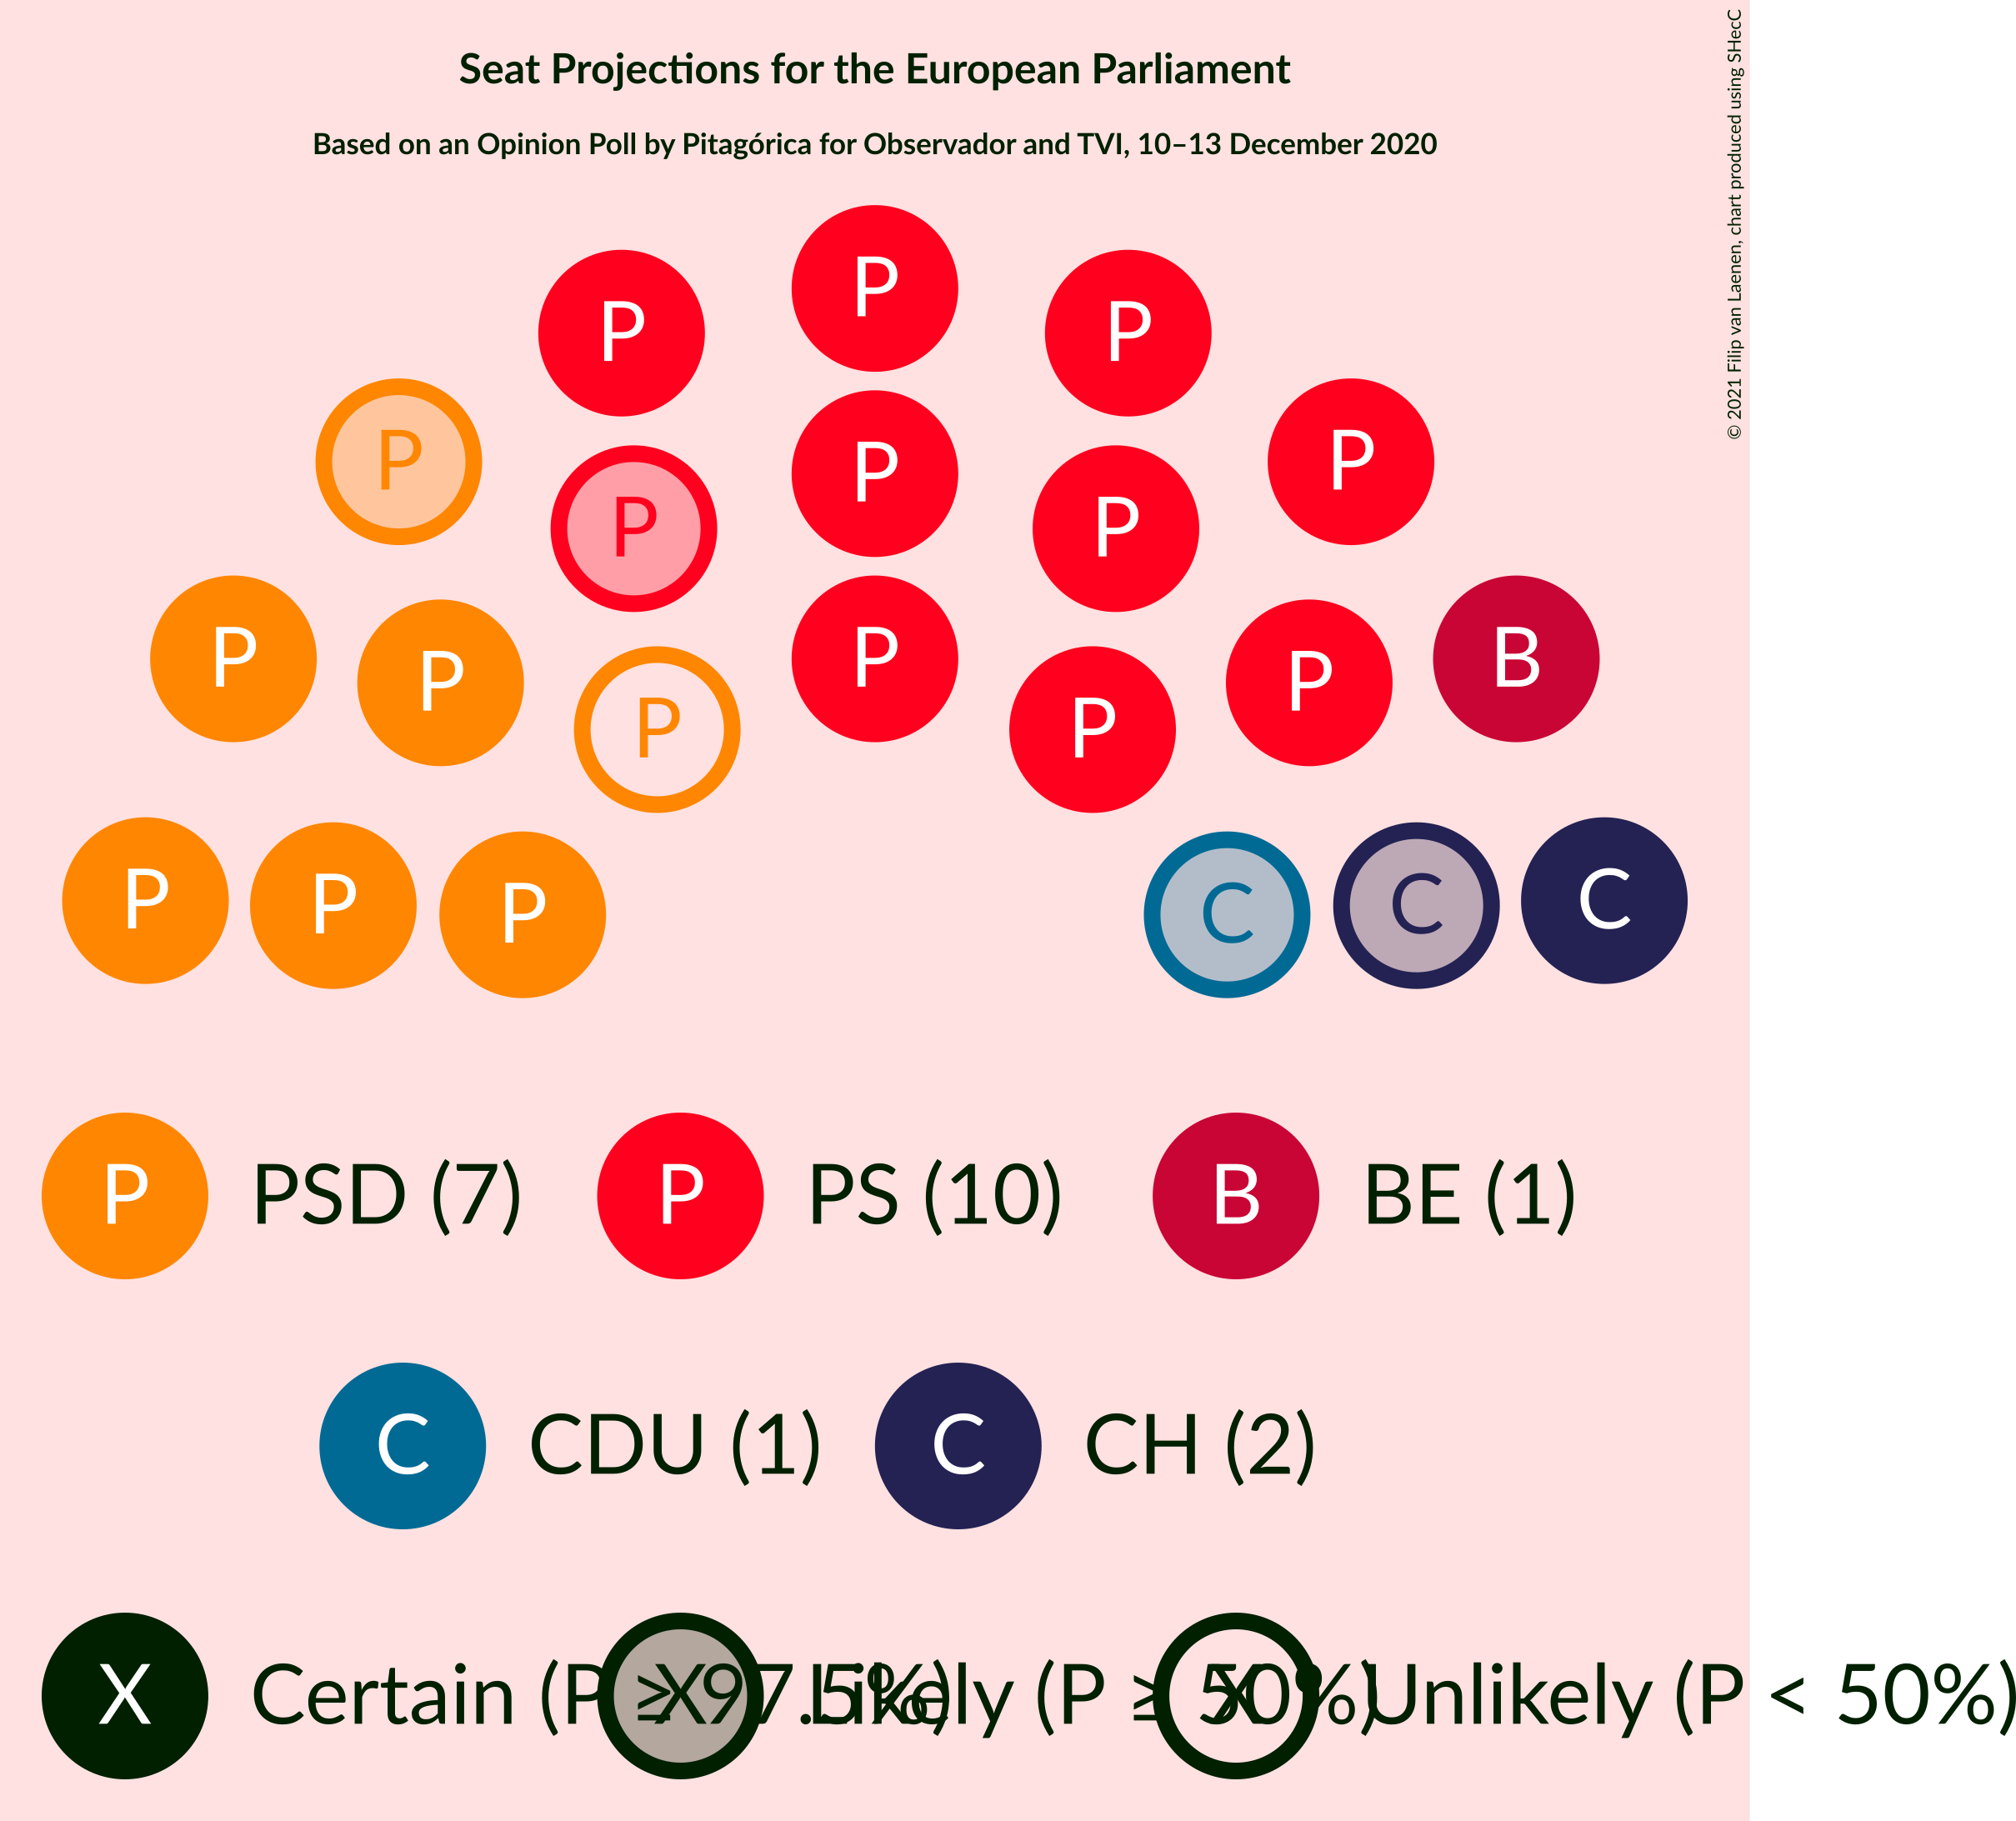 Seat Projections for the European Parliament
Based on an Opinion Poll by Pitagórica for Observador and TVI, 10–13 December 2020
© 2021 Filip van Laenen, chart produced using SHecC
P
P P
P
P P
P
P P
P P
P P B
P P
P P
P P P C C C
P PSD (7) P PS (10) B BE (1)
C CDU (1) C CH (2)
X Certain (P ≥ 97.5%) X Likely (P ≥ 50%) X Unlikely (P < 50%)